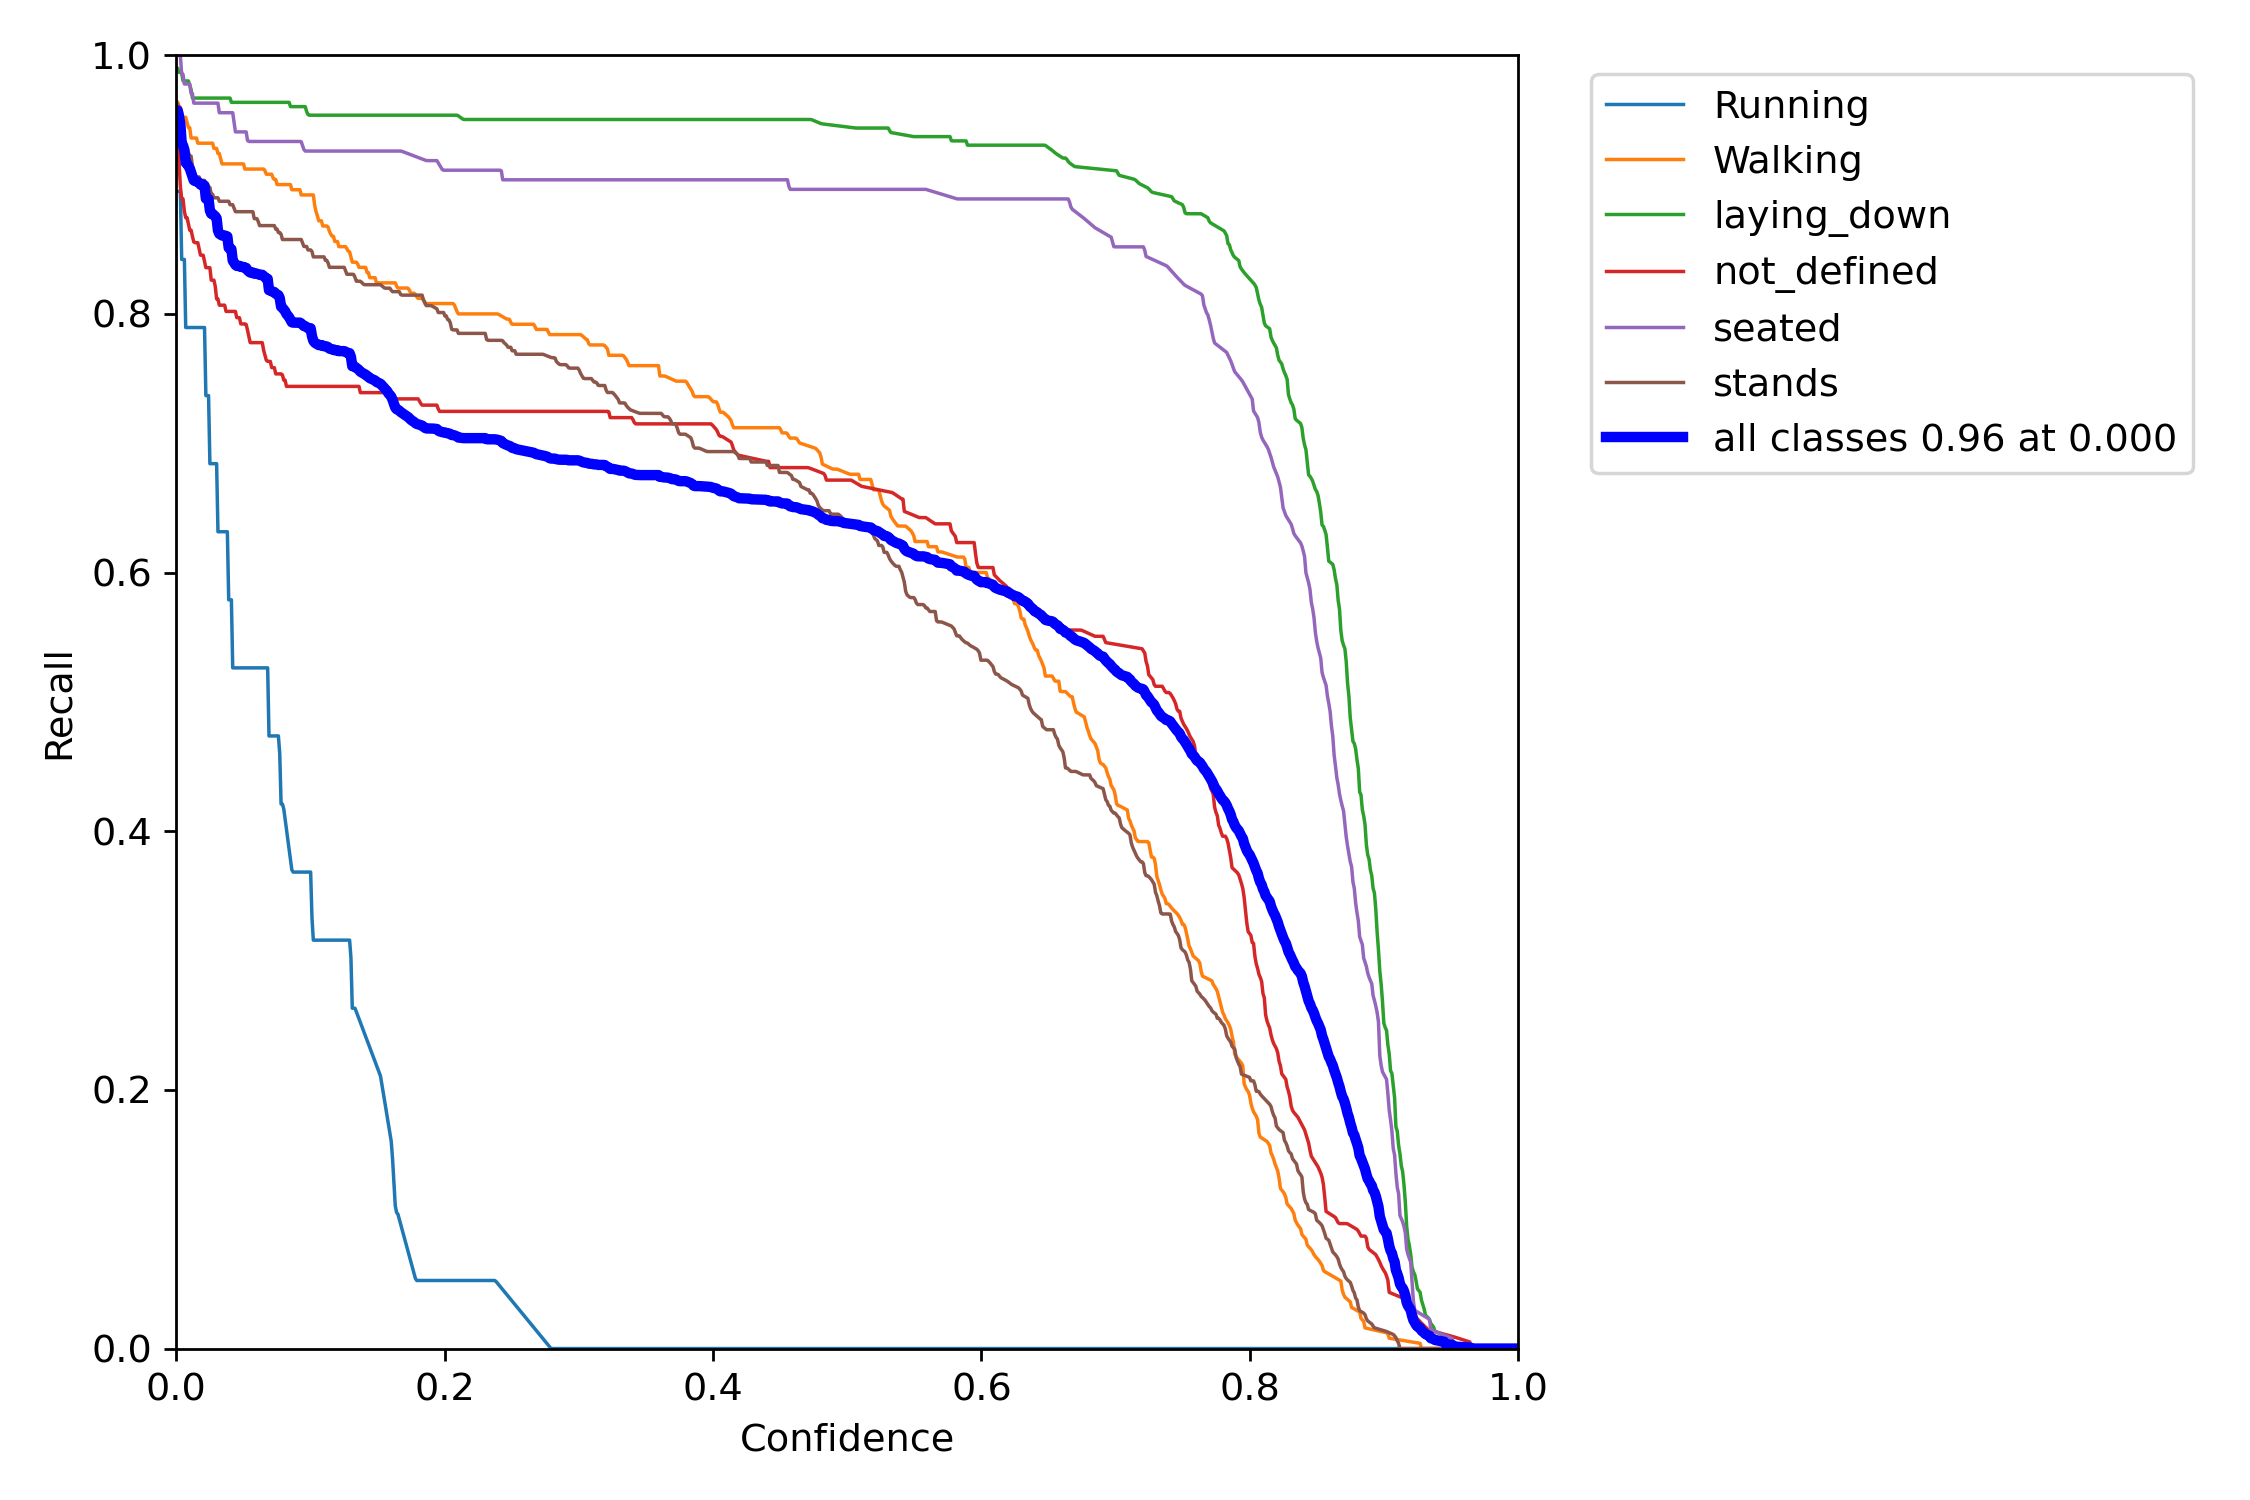 1.0
0.8
0.6
0.4
0.2
0.0
Recall
0.0 0.2 0.4 0.6 0.8 1.0
Confidence
Running
Walking
laying_down
not_defined
seated
stands
all classes 0.96 at 0.000